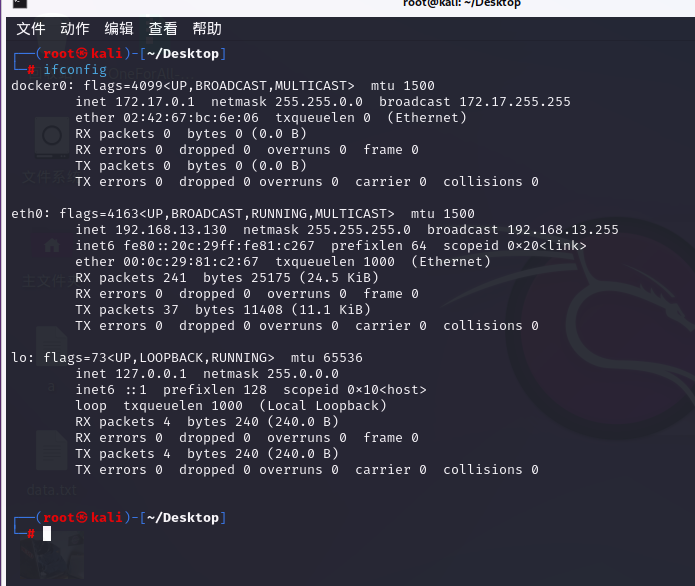 root@kali: ~/Desktop
文件 动作 编辑 查看 帮助
┌──(root㉿kali)-[~/Desktop]
└─# ifconfig
docker0: flags=4099<UP,BROADCAST,MULTICAST>  mtu 1500
        inet 172.17.0.1  netmask 255.255.0.0  broadcast 172.17.255.255
        ether 02:42:67:bc:6e:06  txqueuelen 0  (Ethernet)
        RX packets 0  bytes 0 (0.0 B)
        RX errors 0  dropped 0  overruns 0  frame 0
        TX packets 0  bytes 0 (0.0 B)
        TX errors 0  dropped 0 overruns 0  carrier 0  collisions 0
eth0: flags=4163<UP,BROADCAST,RUNNING,MULTICAST>  mtu 1500
        inet 192.168.13.130  netmask 255.255.255.0  broadcast 192.168.13.255
        inet6 fe80::20c:29ff:fe81:c267  prefixlen 64  scopeid 0×20<link>
        ether 00:0c:29:81:c2:67  txqueuelen 1000  (Ethernet)
        RX packets 241  bytes 25175 (24.5 KiB)
        RX errors 0  dropped 0  overruns 0  frame 0
        TX packets 37  bytes 11408 (11.1 KiB)
        TX errors 0  dropped 0 overruns 0  carrier 0  collisions 0
lo: flags=73<UP,LOOPBACK,RUNNING>  mtu 65536
        inet 127.0.0.1  netmask 255.0.0.0
        inet6 ::1  prefixlen 128  scopeid 0×10<host>
        loop  txqueuelen 1000  (Local Loopback)
        RX packets 4  bytes 240 (240.0 B)
        RX errors 0  dropped 0  overruns 0  frame 0
        TX packets 4  bytes 240 (240.0 B)
        TX errors 0  dropped 0 overruns 0  carrier 0  collisions 0
data.txt
┌──(root㉿kali)-[~/Desktop]
└─#